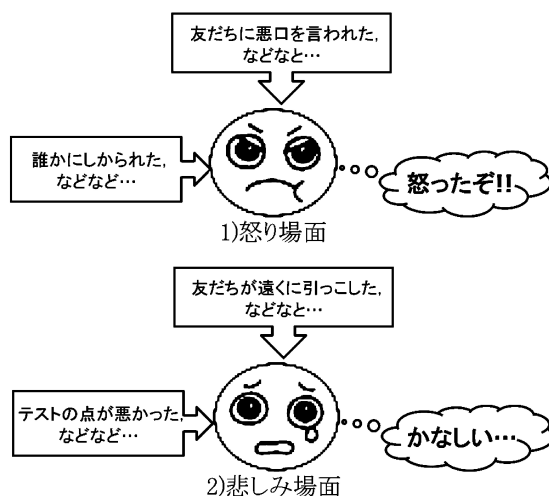 友だちに悪口を言われた,
などなと…
誰かにしかられた,
などなど…
怒ったぞ!!
1)怒り場面
友だちが遠くに引っこした,
などなと…
テストの点が悪かった,
などなど…
かなしい…
2)悲しみ場面